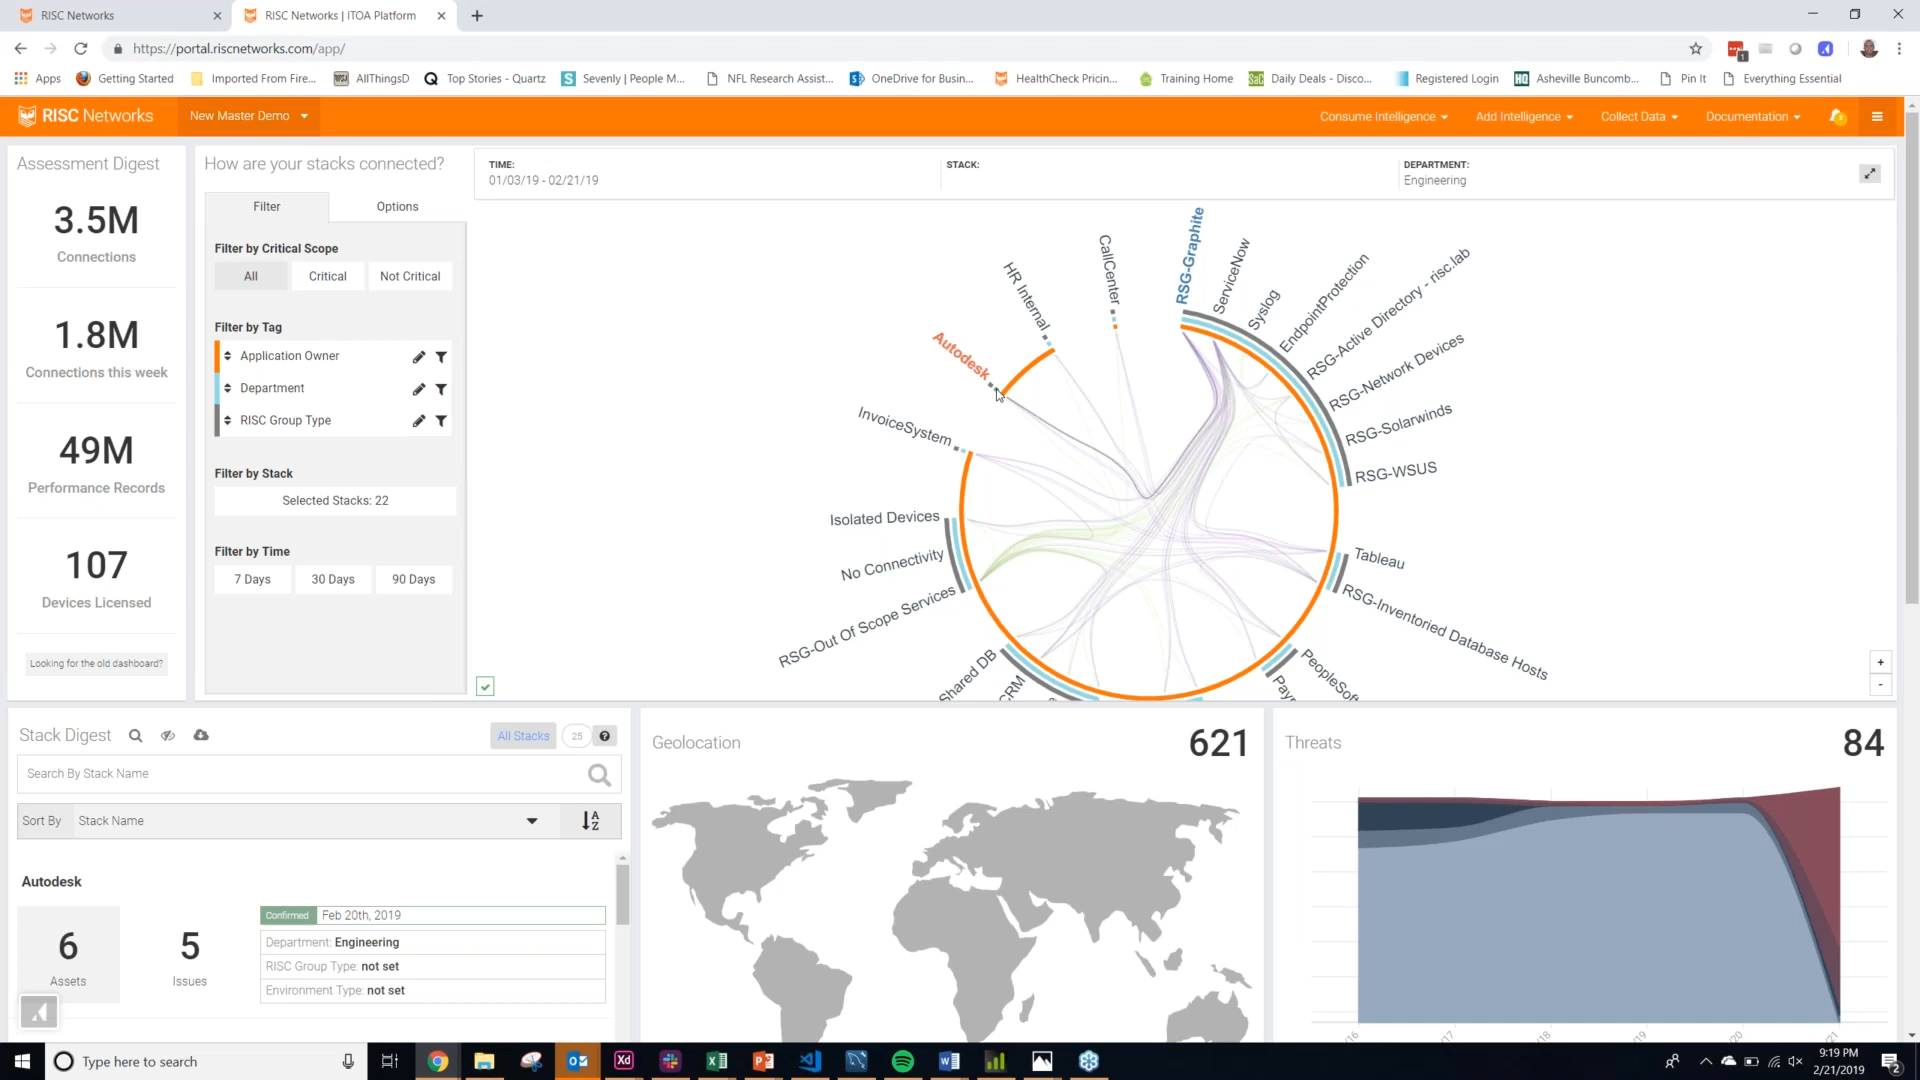 RISC Networks
RISC Networks | ITOA Platform
https://portal.riscnetworks.com/app/
1
Apps
Getting Started
Imported From Fire...
AllThingsD
Top Stories - Quartz
Sevenly | People M...
NFL Research Assist...
OneDrive for Busin...
HealthCheck Pricin...
Training Home
Daily Deals - Disco...
Registered Login
Asheville Buncomb...
Pin It
Everything Essential
RISC Networks
New Master Demo
Consume Intelligence
Add Intelligence
Collect Data
Documentation
Assessment Digest
3.5M
Connections
1.8M
Connections this week
49M
Performance Records
107
Devices Licensed
Looking for the old dashboard?
How are your stacks connected?
Filter
Options
Filter by Critical Scope
All
Critical
Not Critical
Filter by Tag
Application Owner
Department
RISC Group Type
Filter by Stack
Selected Stacks: 22
Filter by Time
7 Days
30 Days
90 Days
TIME:
01/03/19 - 02/21/19
STACK:
DEPARTMENT:
Engineering
CallCenter
HR Internal
Autodesk
InvoiceSystem
Isolated Devices
No Connectivity
RSG-Out Of Scope Services
Shared DB
CRM
RSG-Graphite
ServiceNow
Syslog
EndpointProtection
RSG-Active Directory - risc.lab
RSG-Network Devices
RSG-Solarwinds
RSG-WSUS
Tableau
RSG-Inventoried Database Hosts
PeopleSoft
+
-
Stack Digest
All Stacks
25
?
Search By Stack Name
Sort By
Stack Name
Autodesk
6
Assets
5
Issues
Confirmed
Feb 20th, 2019
Department: Engineering
RISC Group Type: not set
Environment Type: not set
Geolocation
621
Threats
84
Type here to search
9:19 PM
2/21/2019
2